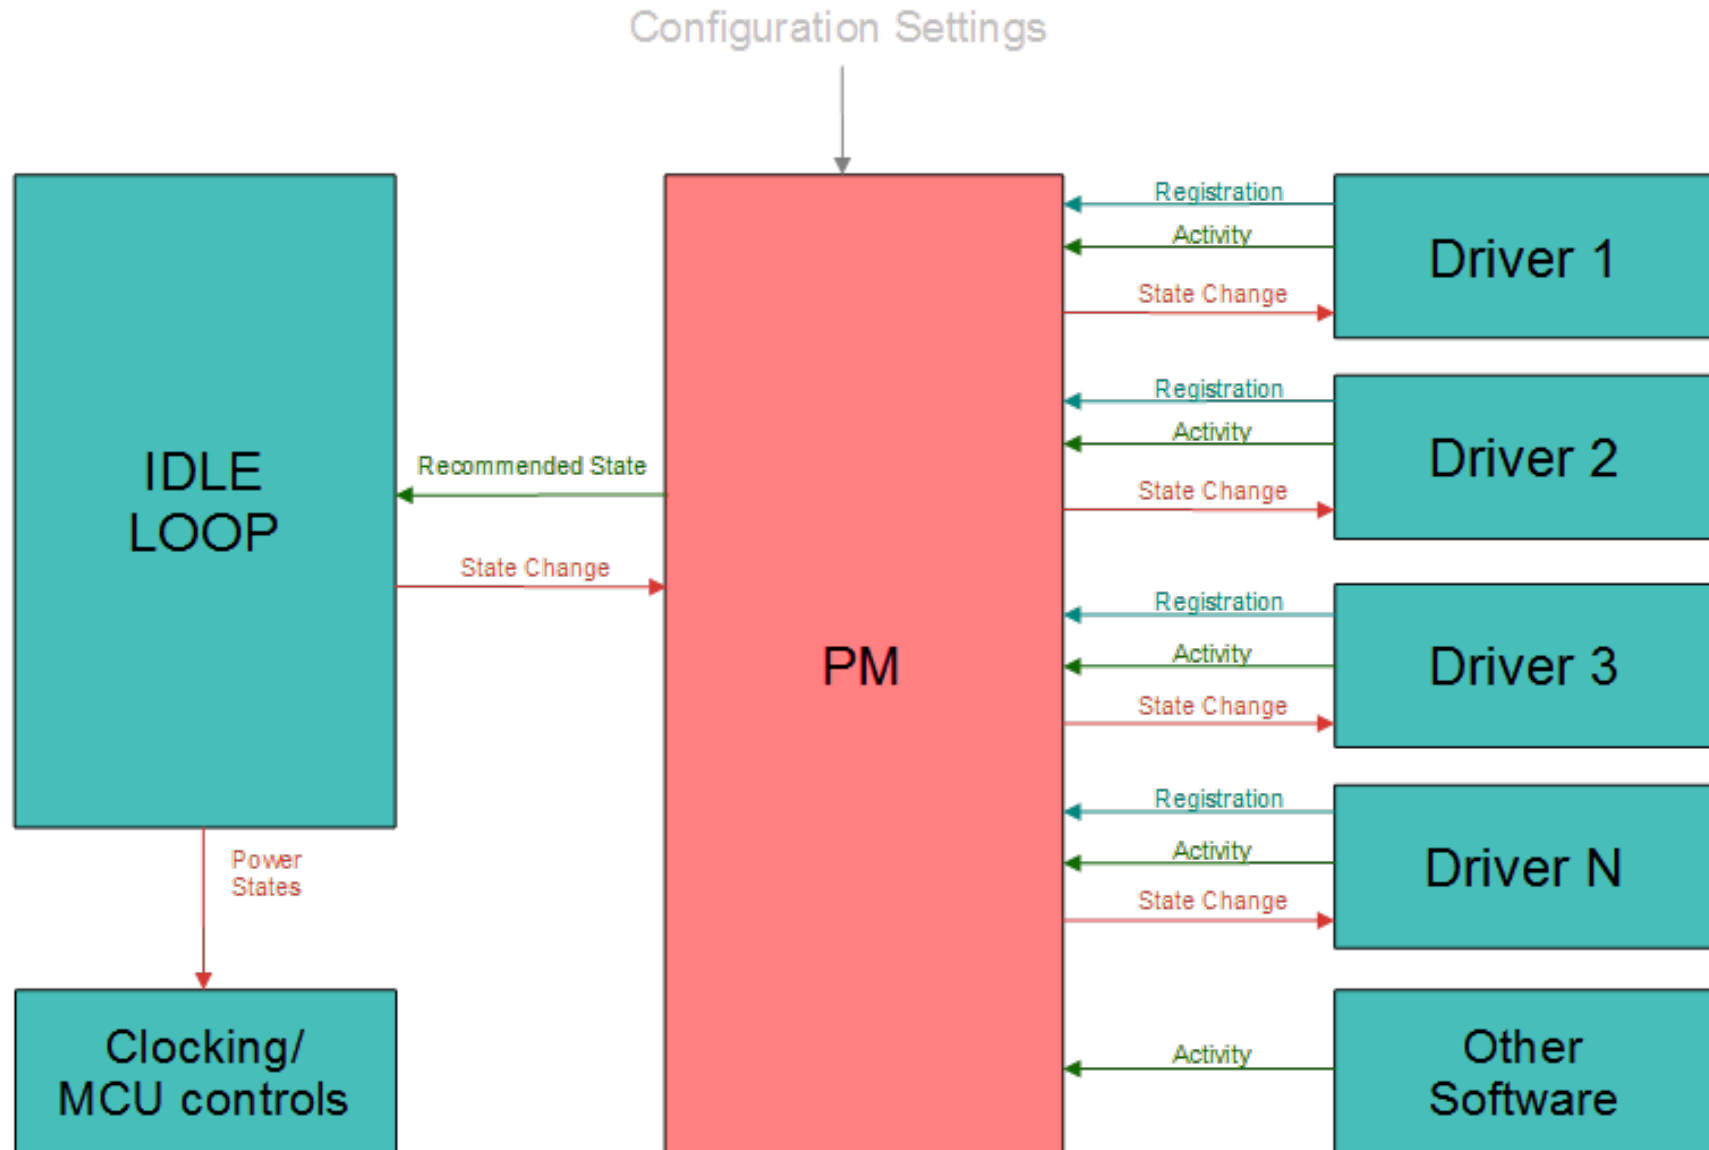 Configuration Settings
IDLE
LOOP
Recommended State
State Change
Power
States
Clocking/
MCU controls
PM
Registration
Activity
State Change
Driver 1
Registration
Activity
State Change
Driver 2
Registration
Activity
State Change
Driver 3
Registration
Activity
State Change
Driver N
Activity
Other
Software